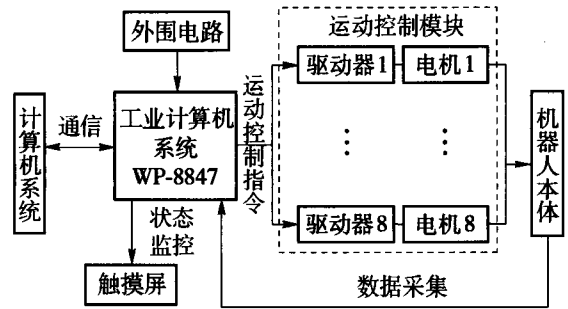 外围电路
运动控制模块
驱动器1
电机1
计算机系统
通信
工业计算机
系统
WP-8847
运动控制指令
⋮
⋮
机器人本体
驱动器8
电机8
状态
监控
触摸屏
数据采集